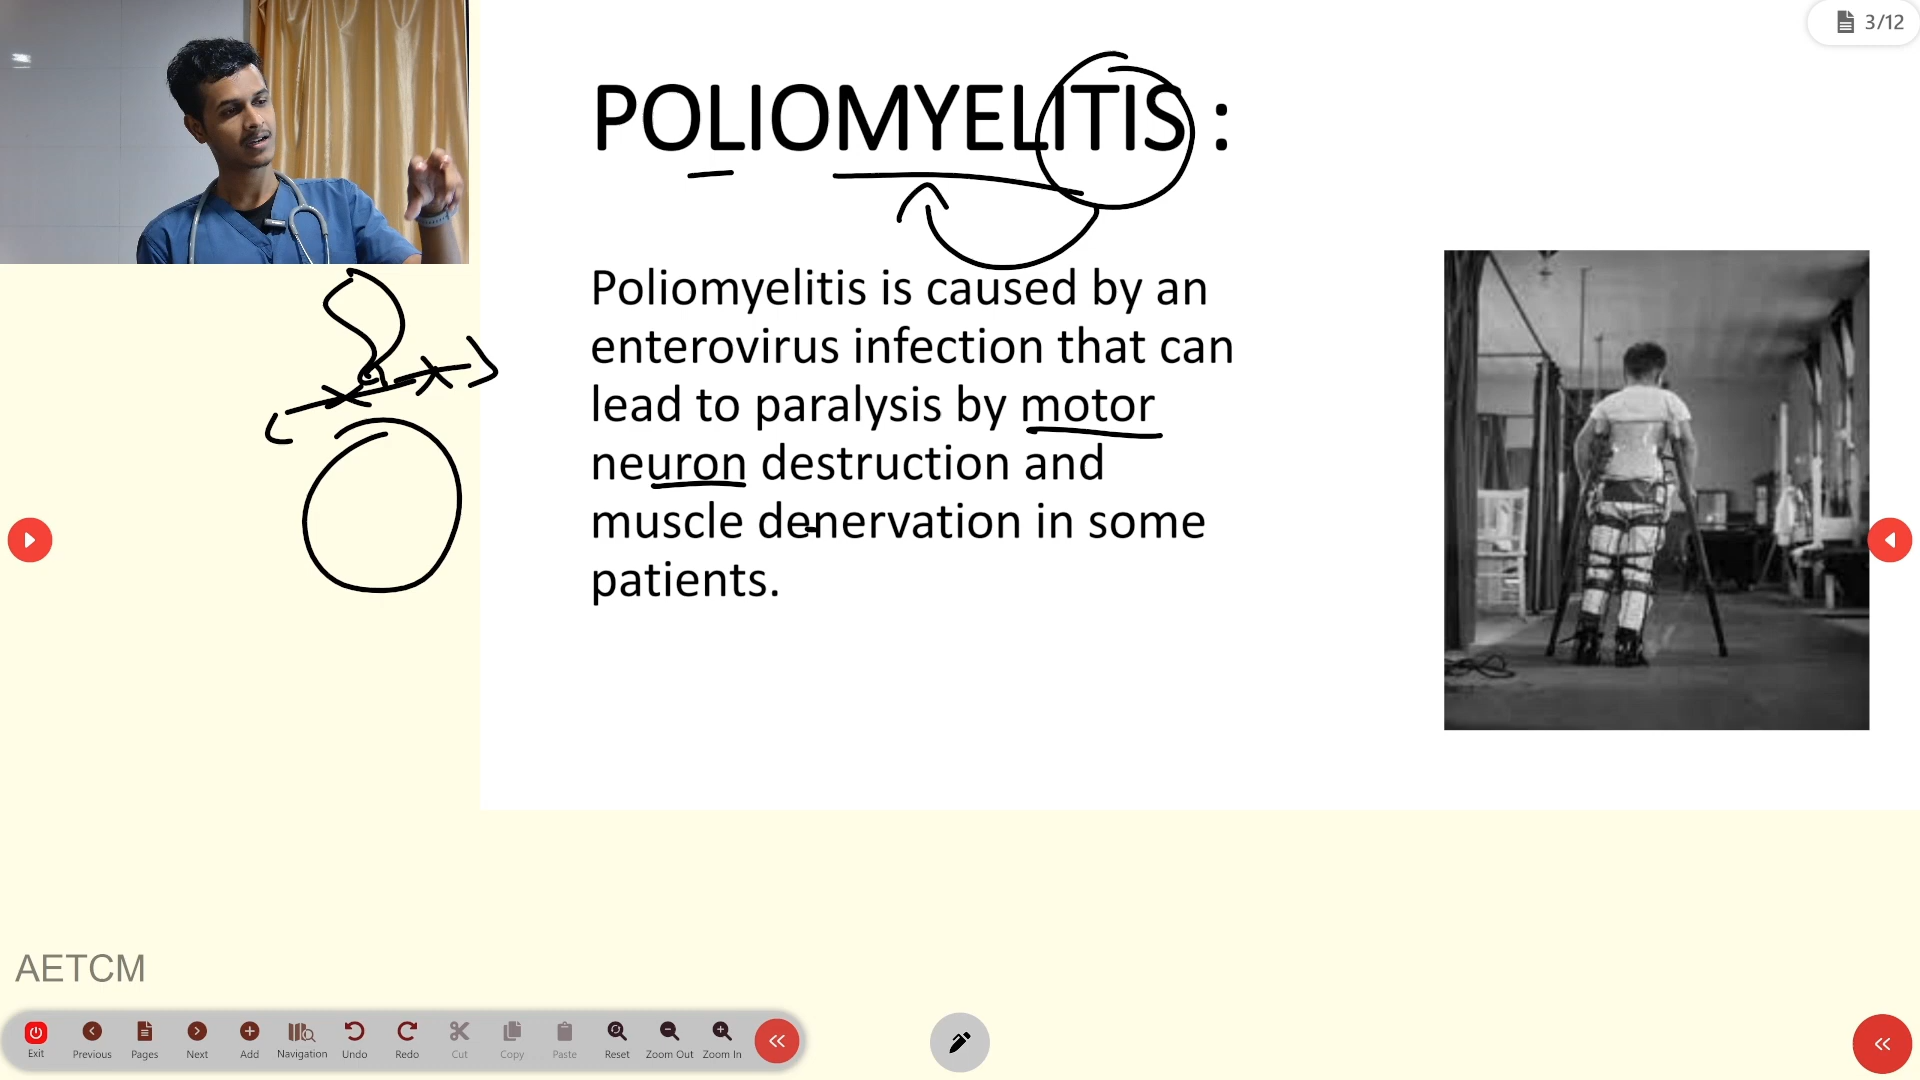 3/12
POLIOMYELITIS :
Poliomyelitis is caused by an
enterovirus infection that can
lead to paralysis by motor
neuron destruction and
muscle denervation in some
patients.
AETCM
Exit Previous Pages Next Add Navigation Undo Redo Cut Copy Paste Reset Zoom Out Zoom In